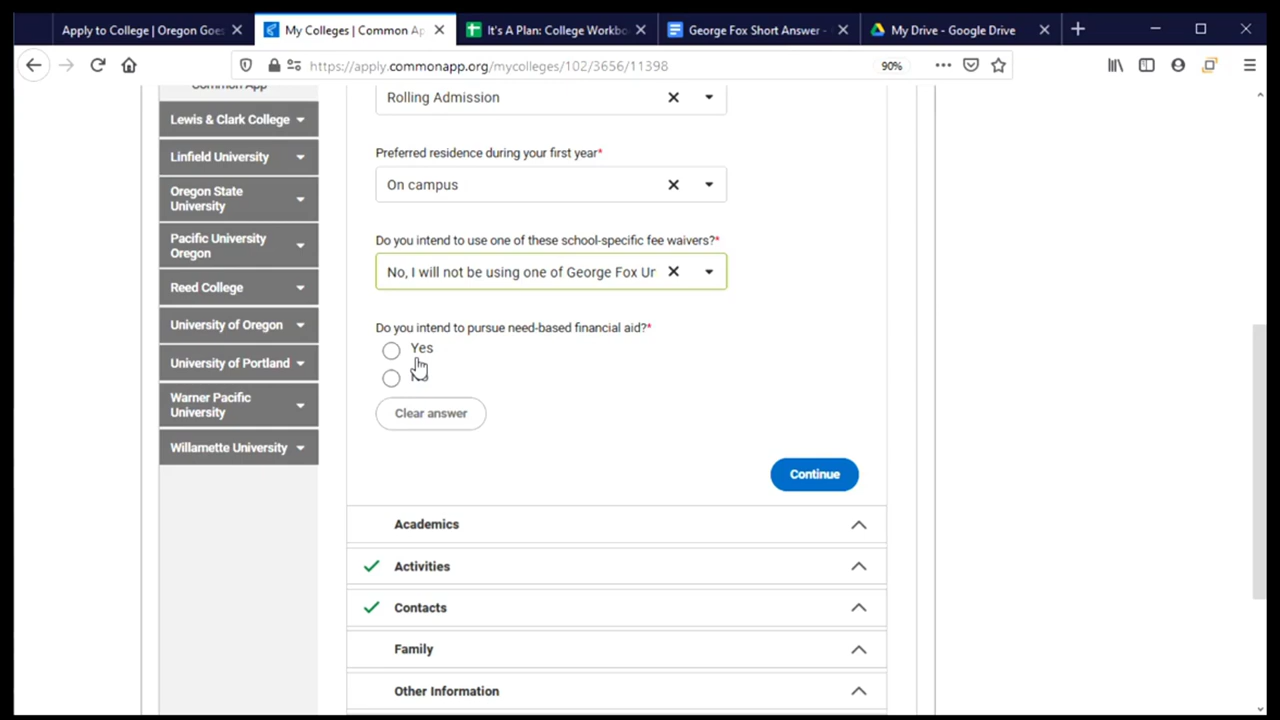 Apply to College | Oregon Goes
My Colleges | Common Ap
It's A Plan: College Workbo
George Fox Short Answer -
My Drive - Google Drive
https://apply.commonapp.org/mycolleges/102/3656/11398
90%
Common App
Rolling Admission
Lewis & Clark College
Preferred residence during your first year*
Linfield University
On campus
Oregon State
University
Pacific University
Oregon
Do you intend to use one of these school-specific fee waivers?*
No, I will not be using one of George Fox Ur
Reed College
University of Oregon
Do you intend to pursue need-based financial aid?*
Yes
University of Portland
Warner Pacific
University
Clear answer
Willamette University
Continue
Academics
Activities
Contacts
Family
Other Information